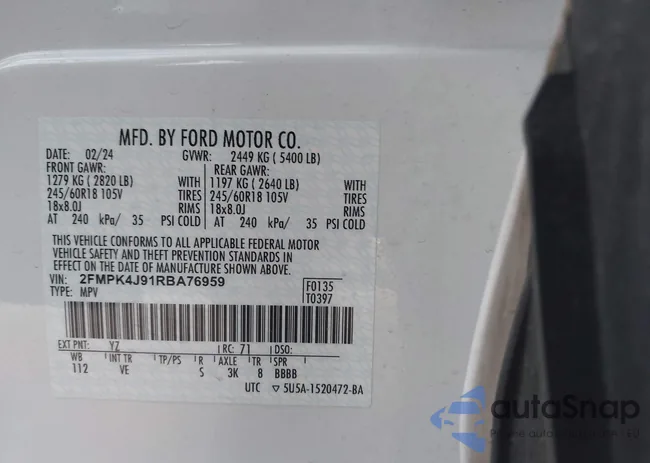 MFD. BY FORD MOTOR CO.
DATE: 02/24 GVWR: 2449 KG ( 5400 LB)
FRONT GAWR: REAR GAWR:
1279 KG ( 2820 LB) WITH 1197 KG ( 2640 LB) WITH
245/60R18 105V TIRES 245/60R18 105V TIRES
18x8.0J RIMS 18x8.0J RIMS
AT 240 kPa/ 35 PSI COLD AT 240 kPa/ 35 PSI COLD
THIS VEHICLE CONFORMS TO ALL APPLICABLE FEDERAL MOTOR
VEHICLE SAFETY AND THEFT PREVENTION STANDARDS IN
EFFECT ON THE DATE OF MANUFACTURE SHOWN ABOVE.
VIN: 2FMPK4J91RBA76959 F0135
TYPE: MPV T0397
EXT PNT: YZ RC: 71 DSO:
WB INT TR TP/PS R AXLE TR SPR
112 VE S 3K 8 BBBB
UTC ▽ 5U5A-1520472-BA
autoSnap